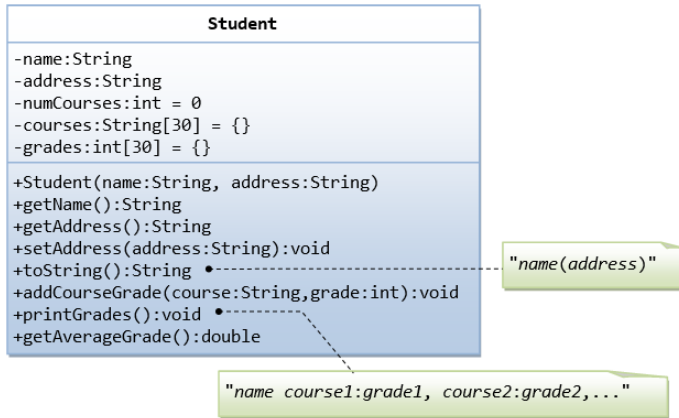 Student
-name:String
-address:String
-numCourses:int = 0
-courses:String[30] = {}
-grades:int[30] = {}
+Student(name:String, address:String)
+getName():String
+getAddress():String
+setAddress(address:String):void
+toString():String
"name(address)"
+addCourseGrade(course:String,grade:int):void
+printGrades():void
+getAverageGrade():double
"name course1:grade1, course2:grade2,..."